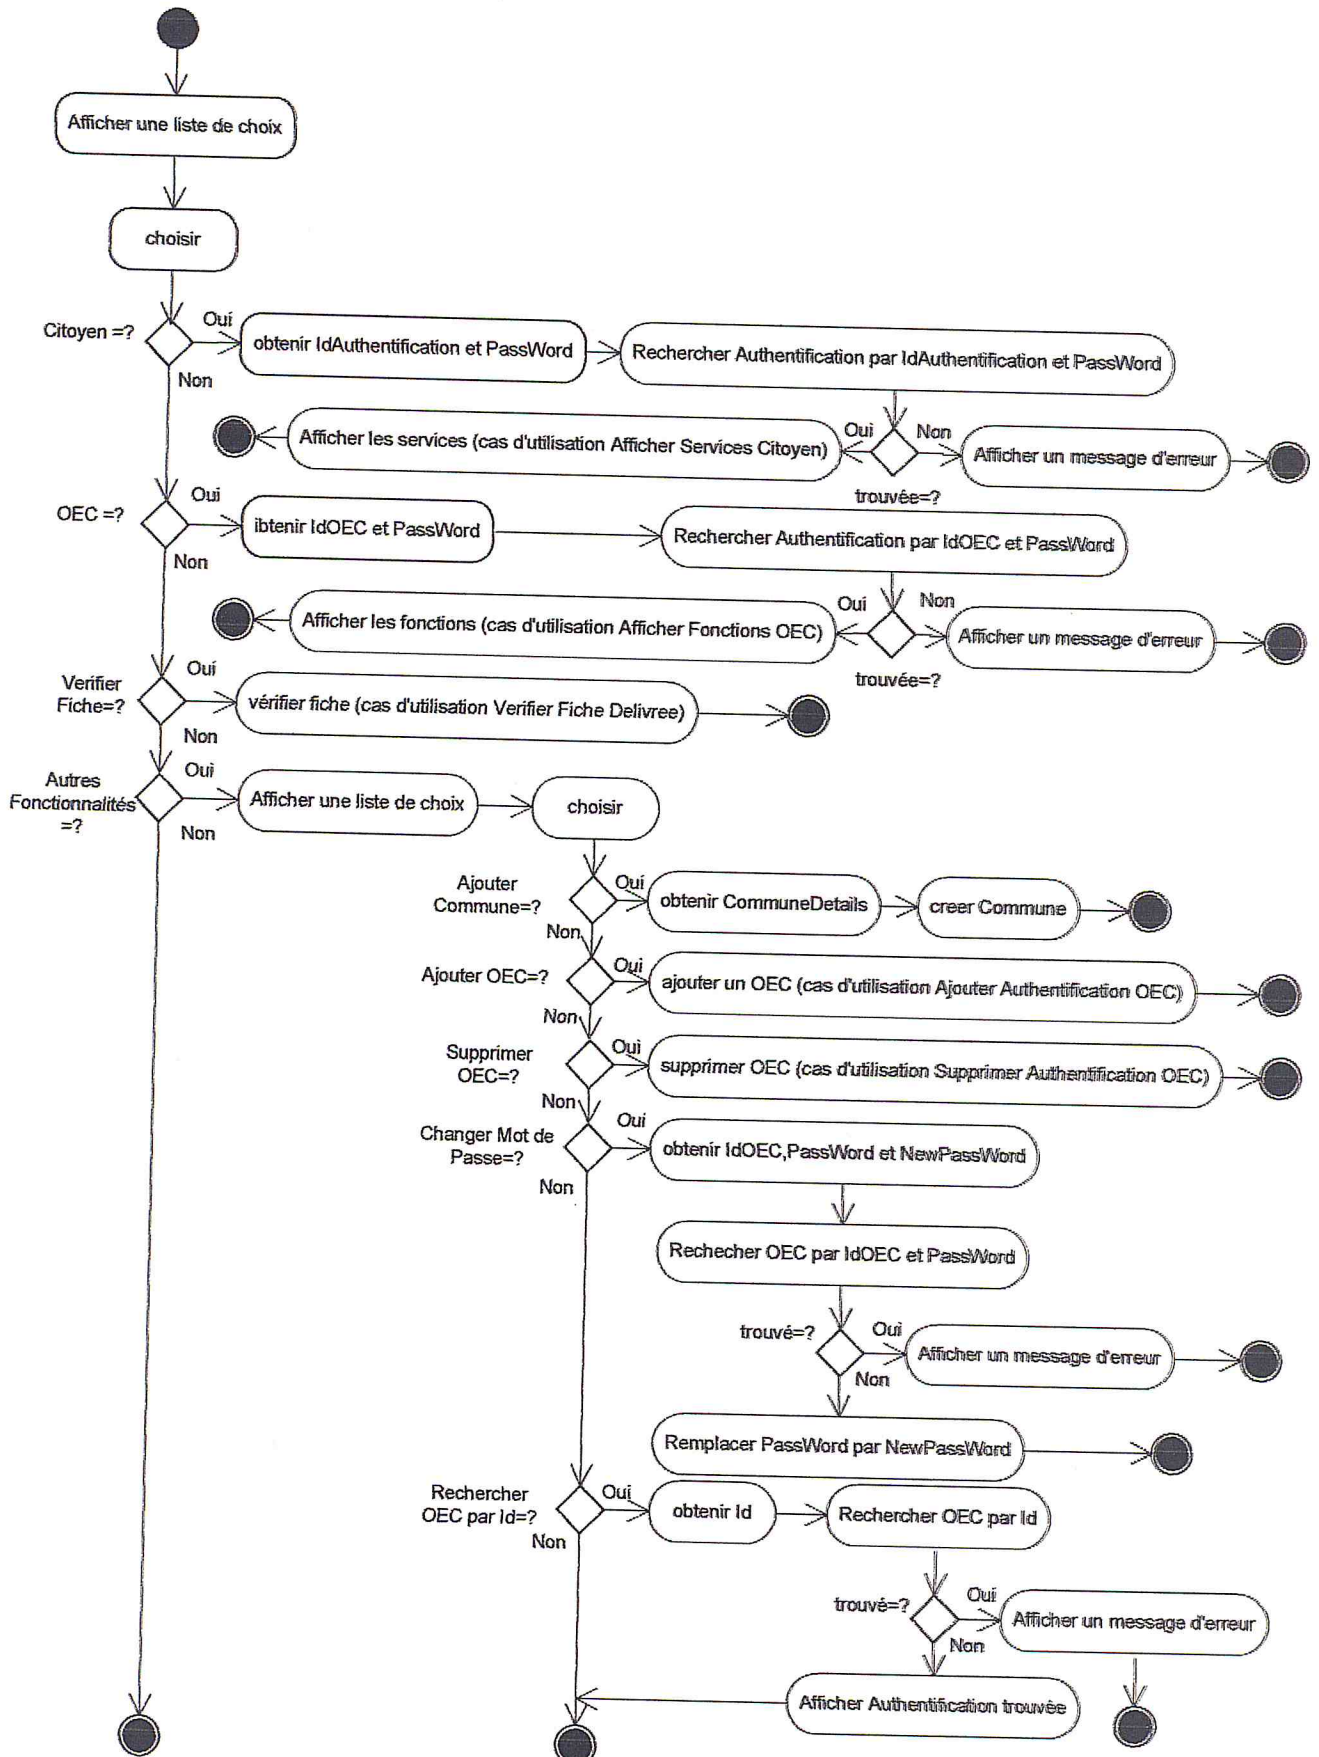 Afficher une liste de choix
choisir
Citoyen =?
Oui
obtenir IdAuthentification et PassWord
Rechercher Authentification par IdAuthentification et PassWord
Non
Afficher les services (cas d'utilisation Afficher Services Citoyen)
Oui
Non
Afficher un message d'erreur
trouvée=?
OEC =?
Oui
ibtenir IdOEC et PassWord
Rechercher Authentification par IdOEC et PassWord
Non
Afficher les fonctions (cas d'utilisation Afficher Fonctions OEC)
Oui
Non
Afficher un message d'erreur
trouvée=?
Verifier
Fiche=?
Oui
vérifier fiche (cas d'utilisation Verifier Fiche Delivree)
Non
Autres
Fonctionnalités
=?
Oui
Afficher une liste de choix
choisir
Non
Ajouter
Commune=?
Oui
obtenir CommuneDetails
creer Commune
Non
Ajouter OEC=?
Oui
ajouter un OEC (cas d'utilisation Ajouter Authentification OEC)
Non
Supprimer
OEC=?
Oui
supprimer OEC (cas d'utilisation Supprimer Authentification OEC)
Non
Changer Mot de
Passe=?
Oui
obtenir IdOEC,PassWord et NewPassWord
Non
Rechecher OEC par IdOEC et PassWord
trouvé=?
Oui
Afficher un message d'erreur
Non
Remplacer PassWord par NewPassWord
Rechercher
OEC par Id=?
Oui
obtenir Id
Rechercher OEC par Id
Non
trouvé=?
Oui
Afficher un message d'erreur
Non
Afficher Authentification trouvée